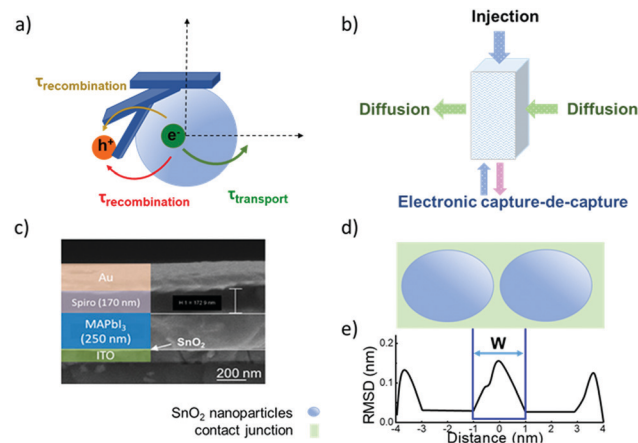 a)
τrecombination
h+
e-
τrecombination
τtransport
b)
Injection
Diffusion
Diffusion
Electronic capture-de-capture
c)
Au
Spiro (170 nm)
MAPbI3
(250 nm)
SnO2
ITO
200 nm
SnO2 nanoparticles
contact junction
d)
e)
W
RMSD (nm)
0.2
0.1
0.0
-4 -3 -2 -1 0 1 2 3 4
Distance (nm)